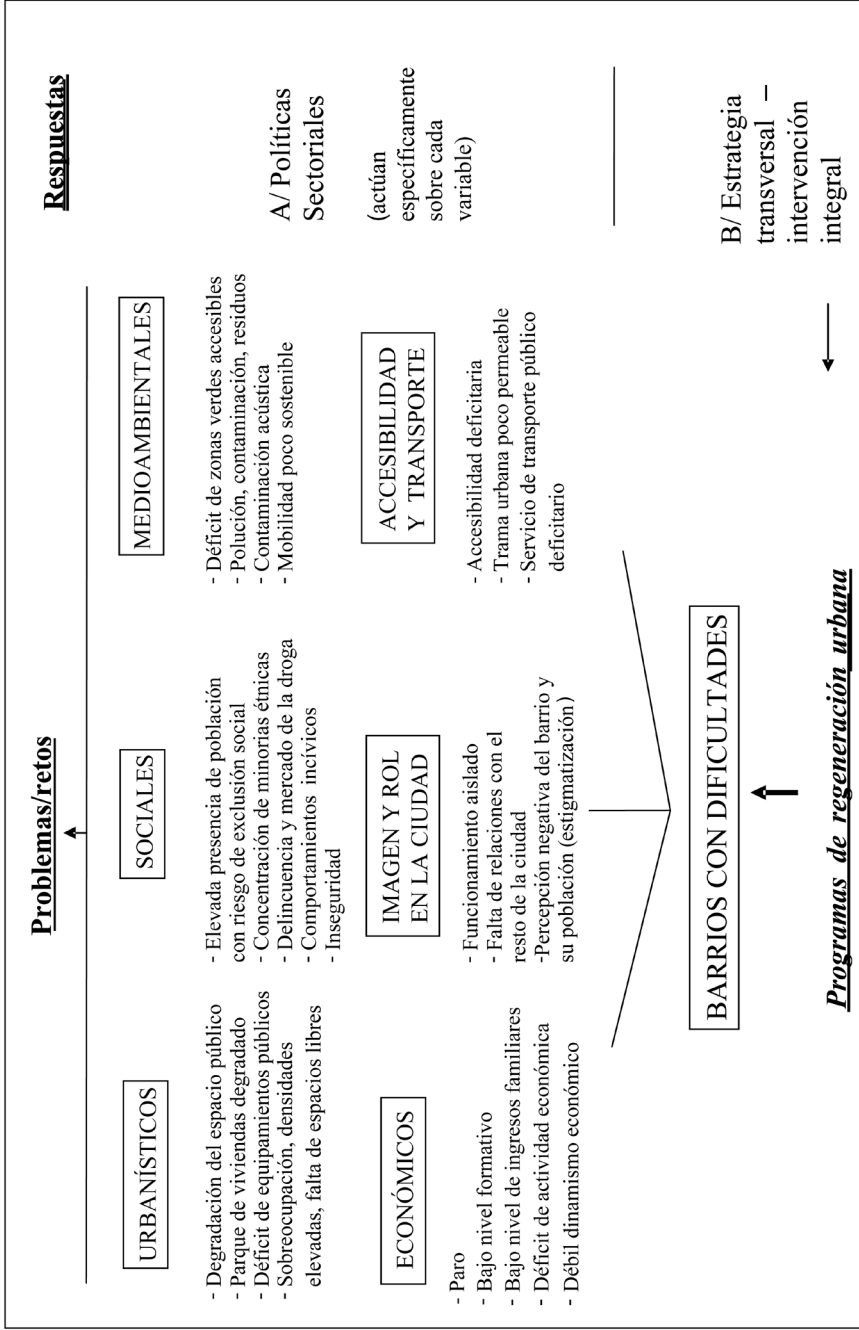 Problemas/retos
Respuestas
URBANÍSTICOS
- Degradación del espacio público
- Parque de viviendas degradado
- Déficit de equipamientos públicos
- Sobreocupación, densidades
elevadas, falta de espacios libres
SOCIALES
- Elevada presencia de población
con riesgo de exclusión social
- Concentración de minorias étnicas
- Delincuencia y mercado de la droga
- Comportamientos incívicos
- Inseguridad
MEDIOAMBIENTALES
- Déficit de zonas verdes accesibles
- Polución, contaminación, residuos
- Contaminación acústica
- Mobilidad poco sostenible
A/ Políticas
Sectoriales
(actúan
específicamente
sobre cada
variable)
ECONÓMICOS
- Paro
- Bajo nivel formativo
- Bajo nivel de ingresos familiares
- Déficit de actividad económica
- Débil dinamismo económico
IMAGEN Y ROL
EN LA CIUDAD
- Funcionamiento aislado
- Falta de relaciones con el
resto de la ciudad
-Percepción negativa del barrio y
su población (estigmatización)
ACCESIBILIDAD
Y TRANSPORTE
- Accesibilidad deficitaria
- Trama urbana poco permeable
- Servicio de transporte público
deficitario
BARRIOS CON DIFICULTADES
B/ Estrategia
transversal –
intervención
integral
Programas de regeneración urbana